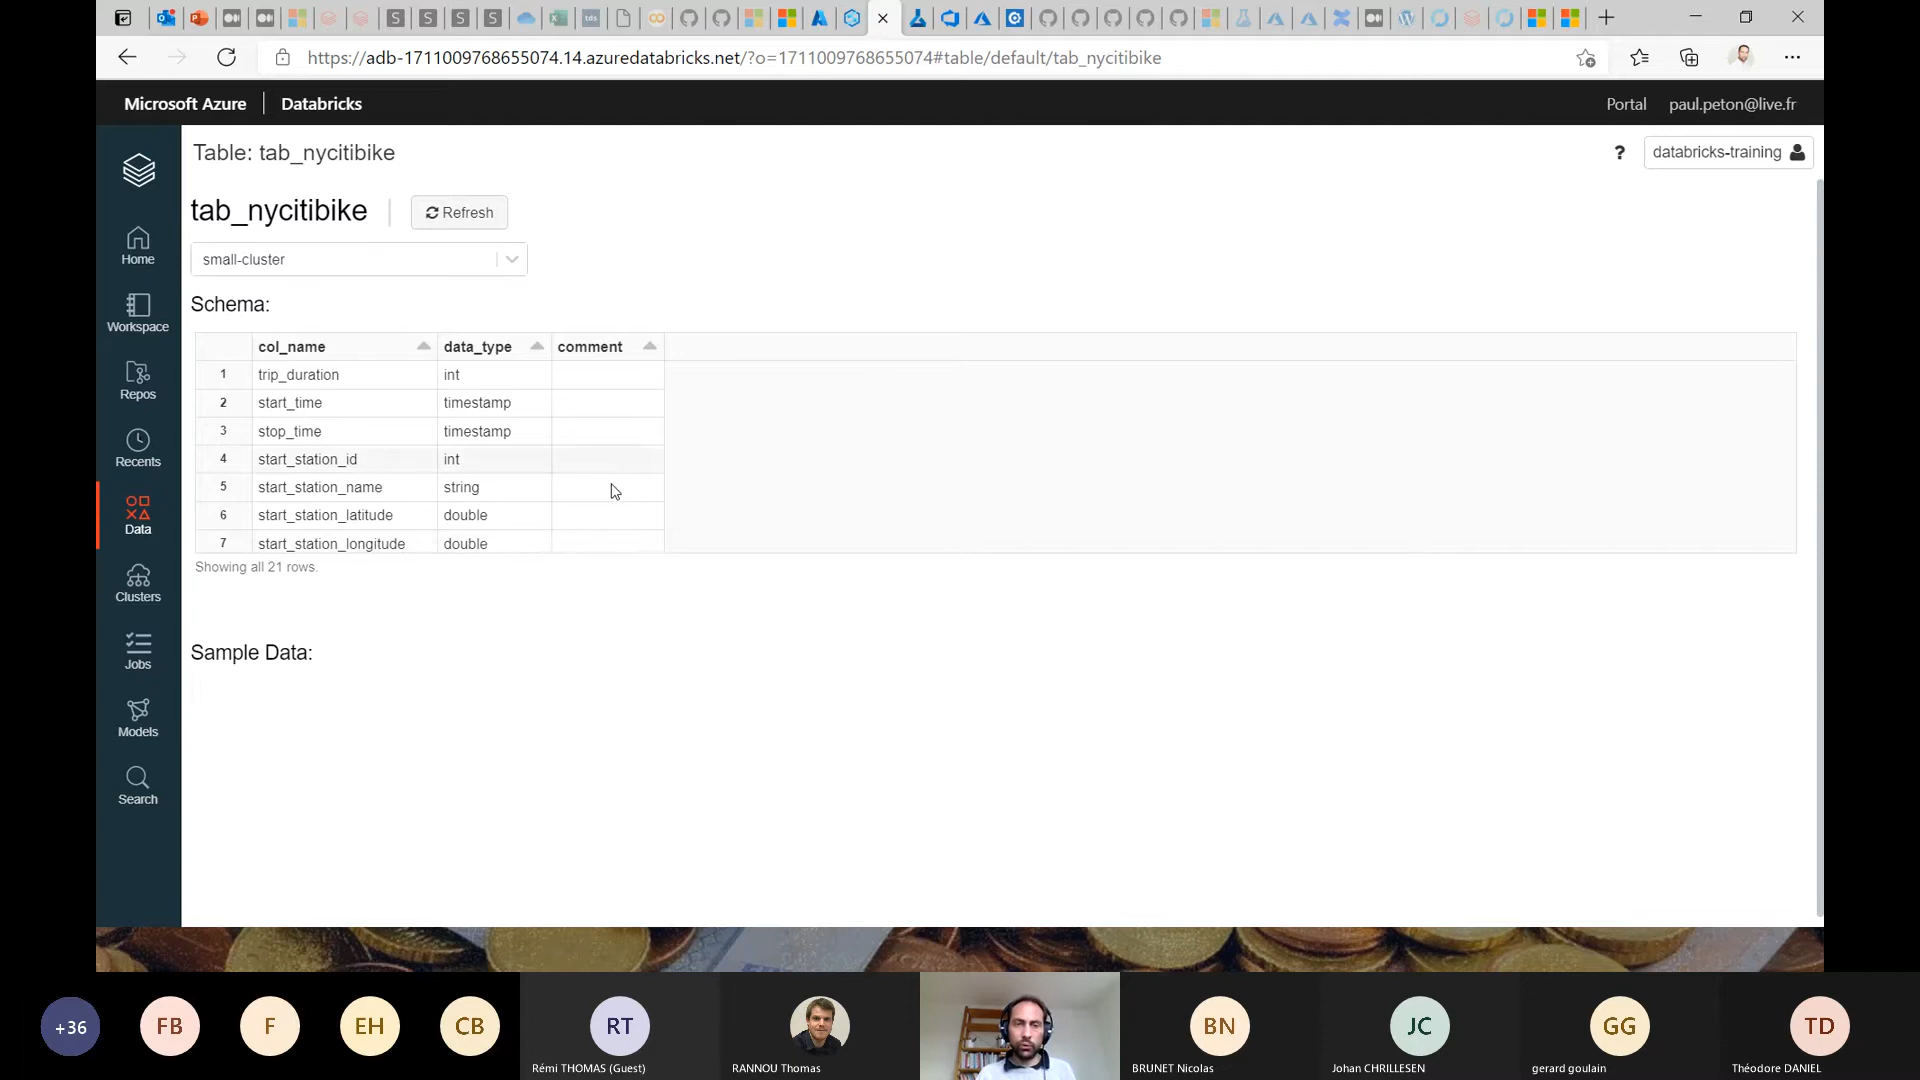 https://adb-1711009768655074.14.azuredatabricks.net/?o=1711009768655074#table/default/tab_nycitibike
Microsoft Azure | Databricks
Portal paul.peton@live.fr
Table: tab_nycitibike
? databricks-training
tab_nycitibike
Refresh
small-cluster
Schema:
col_name data_type comment
1 trip_duration int
2 start_time timestamp
3 stop_time timestamp
4 start_station_id int
5 start_station_name string
6 start_station_latitude double
7 start_station_longitude double
Showing all 21 rows.
Sample Data:
Home
Workspace
Repos
Recents
Data
Clusters
Jobs
Models
Search
+36 FB F EH CB RT BN JC GG TD
Rémi THOMAS (Guest) RANNOU Thomas BRUNET Nicolas Johan CHRILLESEN gerard goulain Théodore DANIEL